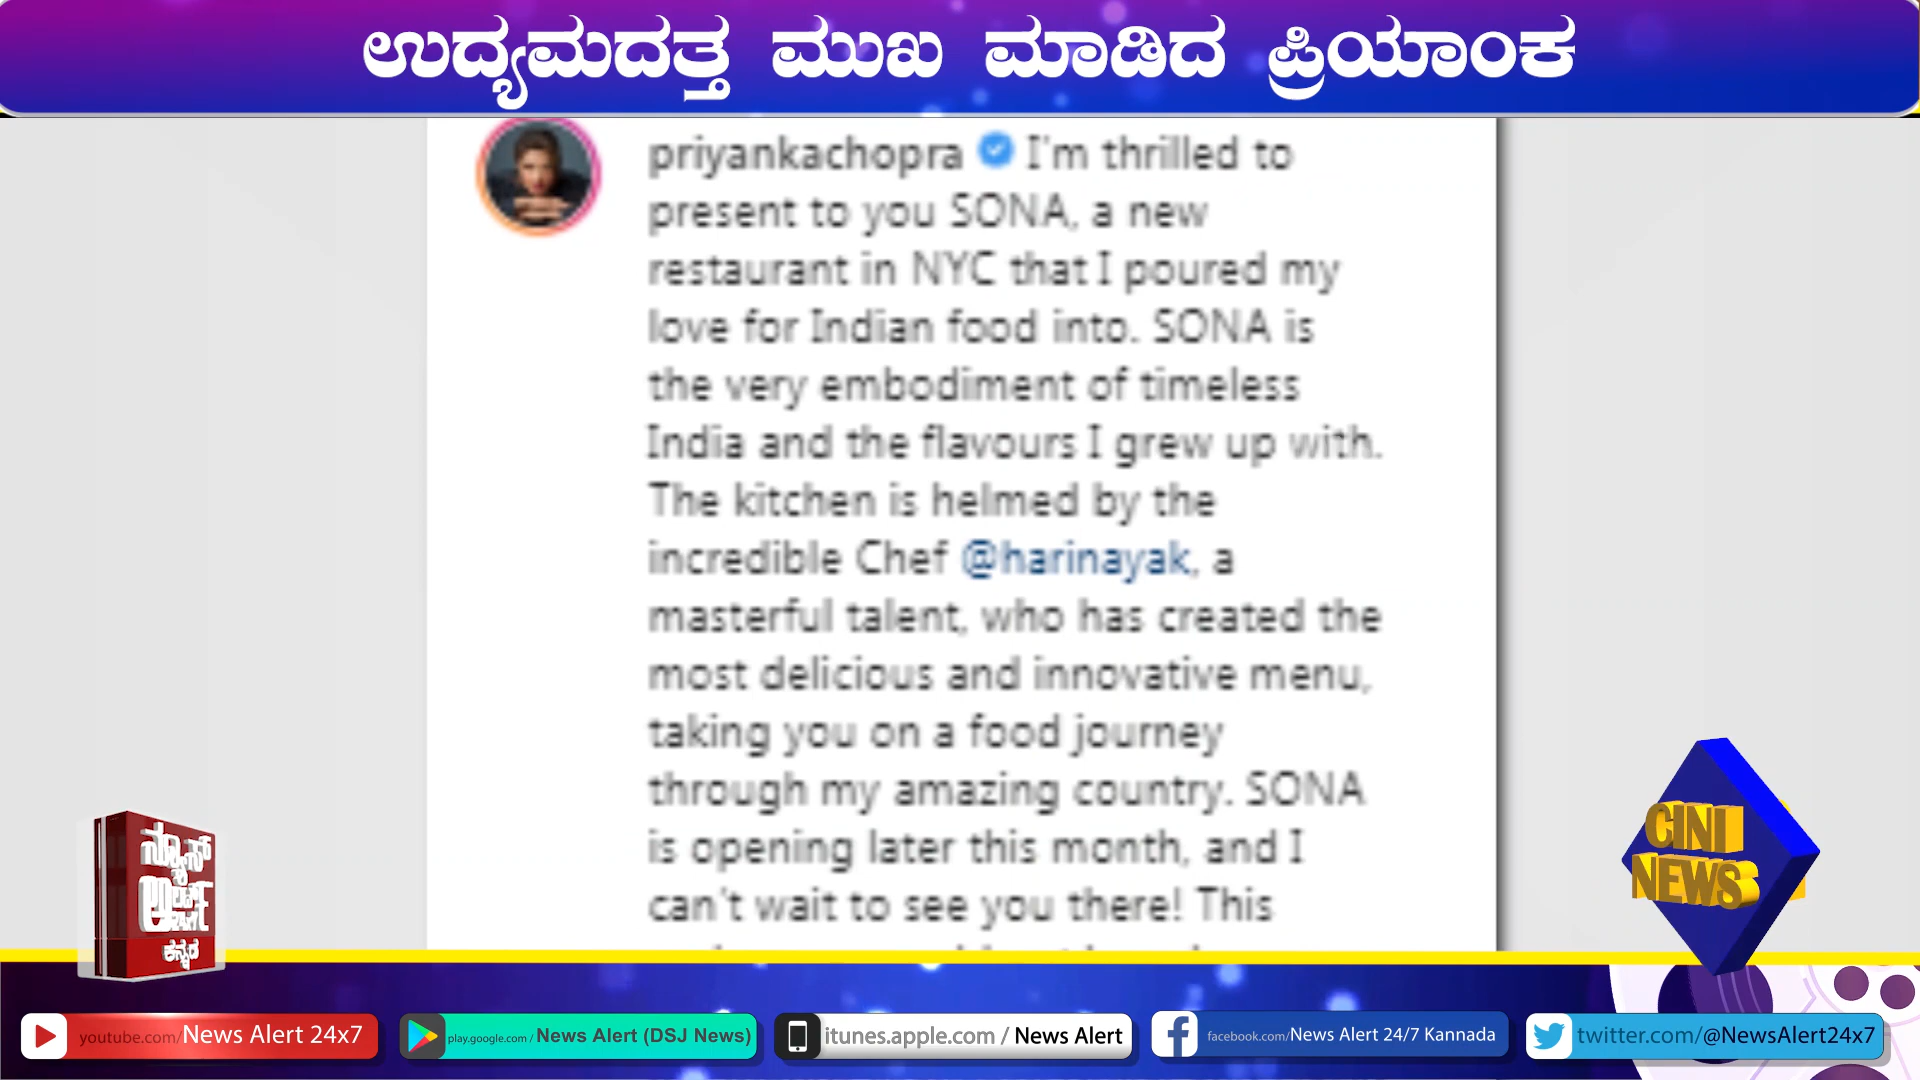 ಉದ್ಯಮದತ್ತ ಮುಖ ಮಾಡಿದ ಪ್ರಿಯಾಂಕ
priyankachopra I'm thrilled to
present to you SONA, a new
restaurant in NYC that I poured my
love for Indian food into. SONA is
the very embodiment of timeless
India and the flavours I grew up with.
The kitchen is helmed by the
incredible Chef @harinayak, a
masterful talent, who has created the
most delicious and innovative menu,
taking you on a food journey
through my amazing country. SONA
is opening later this month, and I
can't wait to see you there! This
ನ್ಯೂಸ್
ಕನ್ನಡ
CINI
NEWS
youtube.com/News Alert 24x7
play.google.com / News Alert (DSJ News)
itunes.apple.com / News Alert
facebook.com/News Alert 24/7 Kannada
twitter.com/@NewsAlert24x7